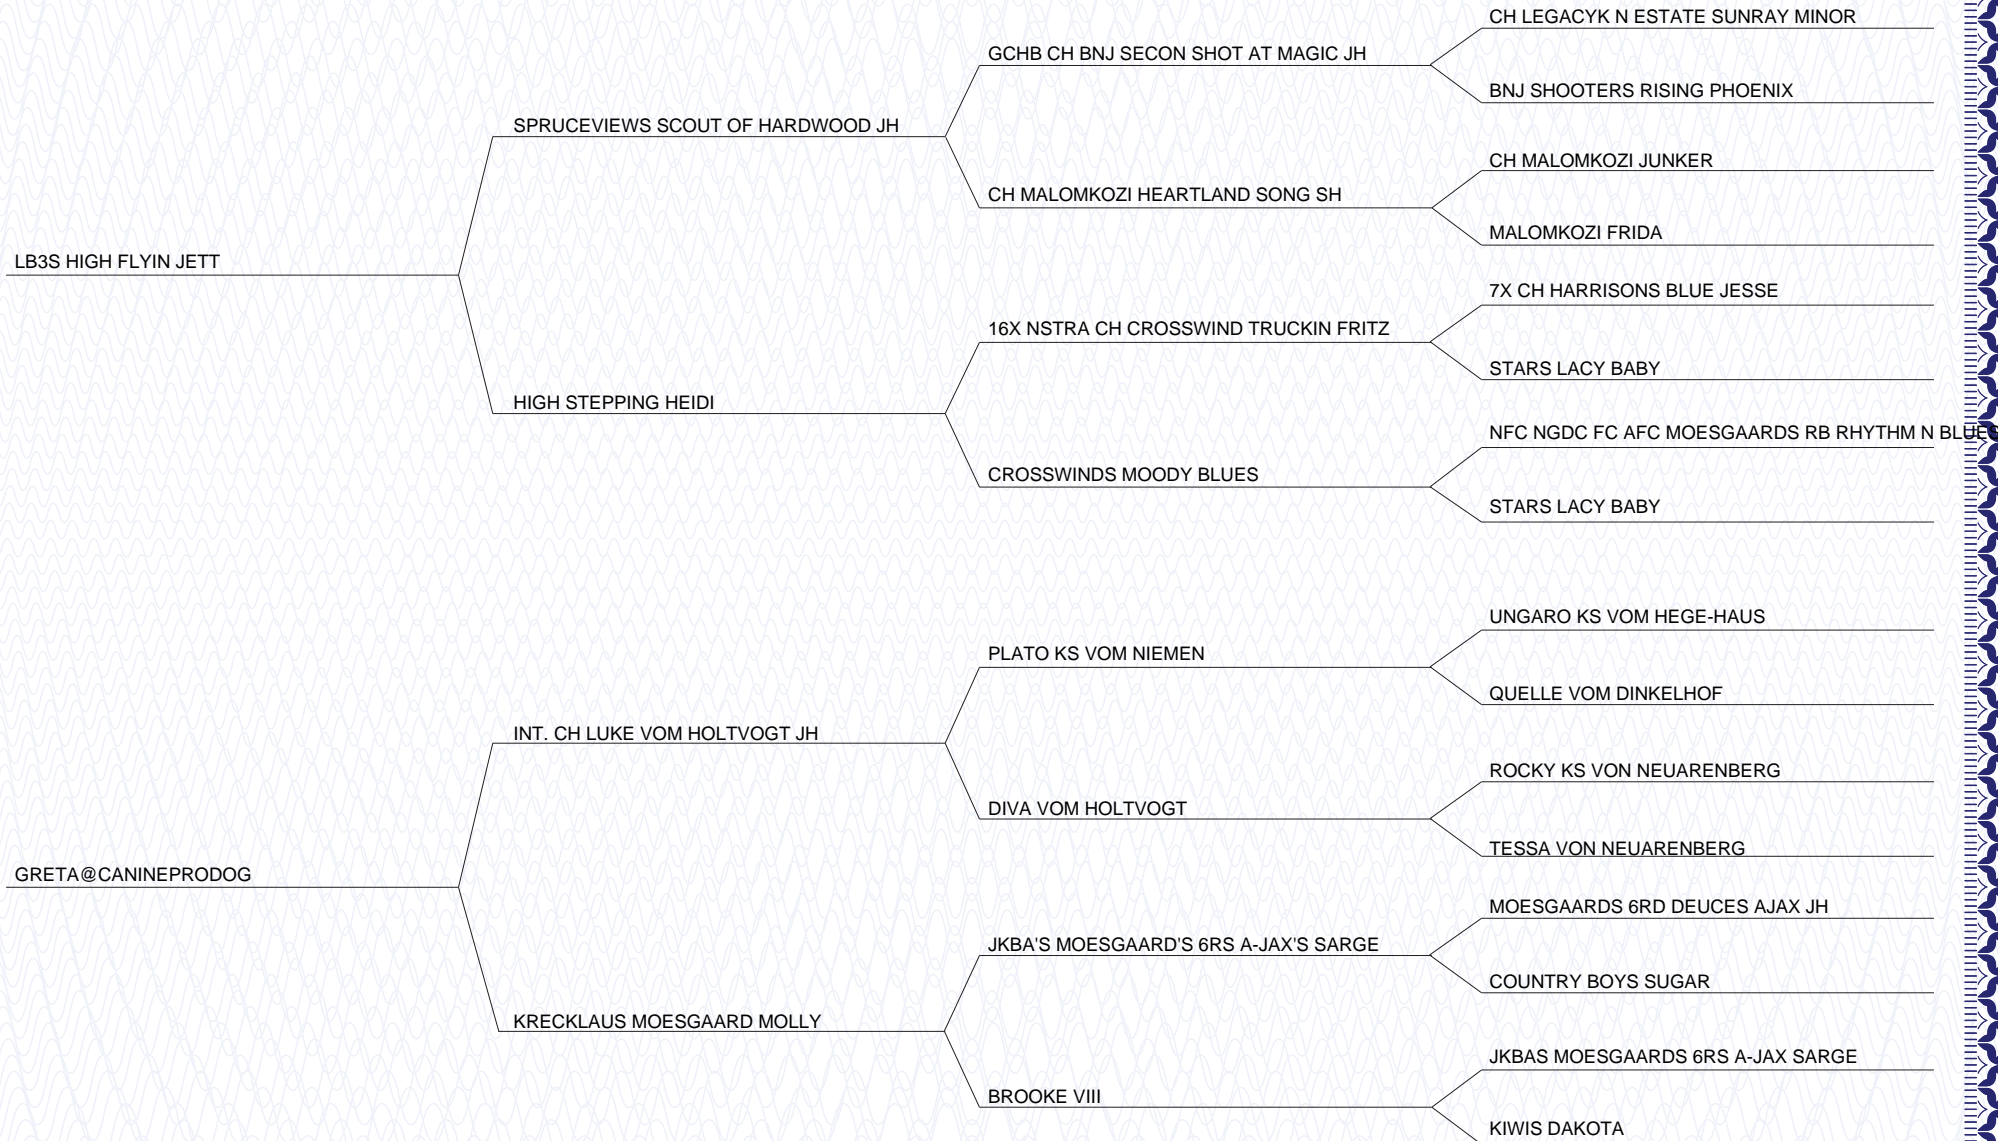 CH LEGACYK N ESTATE SUNRAY MINOR
GCHB CH BNJ SECON SHOT AT MAGIC JH
BNJ SHOOTERS RISING PHOENIX
SPRUCEVIEWS SCOUT OF HARDWOOD JH
CH MALOMKOZI JUNKER
CH MALOMKOZI HEARTLAND SONG SH
MALOMKOZI FRIDA
LB3S HIGH FLYIN JETT
7X CH HARRISONS BLUE JESSE
16X NSTRA CH CROSSWIND TRUCKIN FRITZ
STARS LACY BABY
HIGH STEPPING HEIDI
NFC NGDC FC AFC MOESGAARDS RB RHYTHM N BLUES
CROSSWINDS MOODY BLUES
STARS LACY BABY
UNGARO KS VOM HEGE-HAUS
PLATO KS VOM NIEMEN
QUELLE VOM DINKELHOF
INT. CH LUKE VOM HOLTVOGT JH
ROCKY KS VON NEUARENBERG
DIVA VOM HOLTVOGT
TESSA VON NEUARENBERG
GRETA@CANINEPRODOG
MOESGAARDS 6RD DEUCES AJAX JH
JKBA'S MOESGAARD'S 6RS A-JAX'S SARGE
COUNTRY BOYS SUGAR
KRECKLAUS MOESGAARD MOLLY
JKBAS MOESGAARDS 6RS A-JAX SARGE
BROOKE VIII
KIWIS DAKOTA